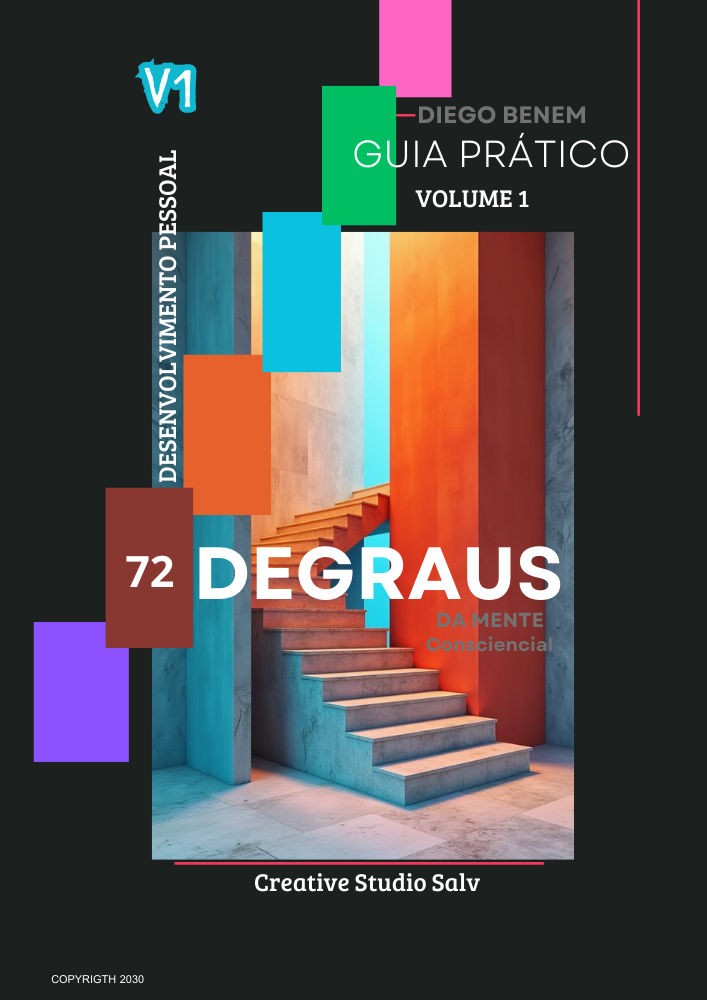 V1
DIEGO BENEM
GUIA PRÁTICO
VOLUME 1
DESENVOLVIMENTO PESSOAL
72 DEGRAUS
DA MENTE
Consciencial
Creative Studio Salv
COPYRIGTH 2030